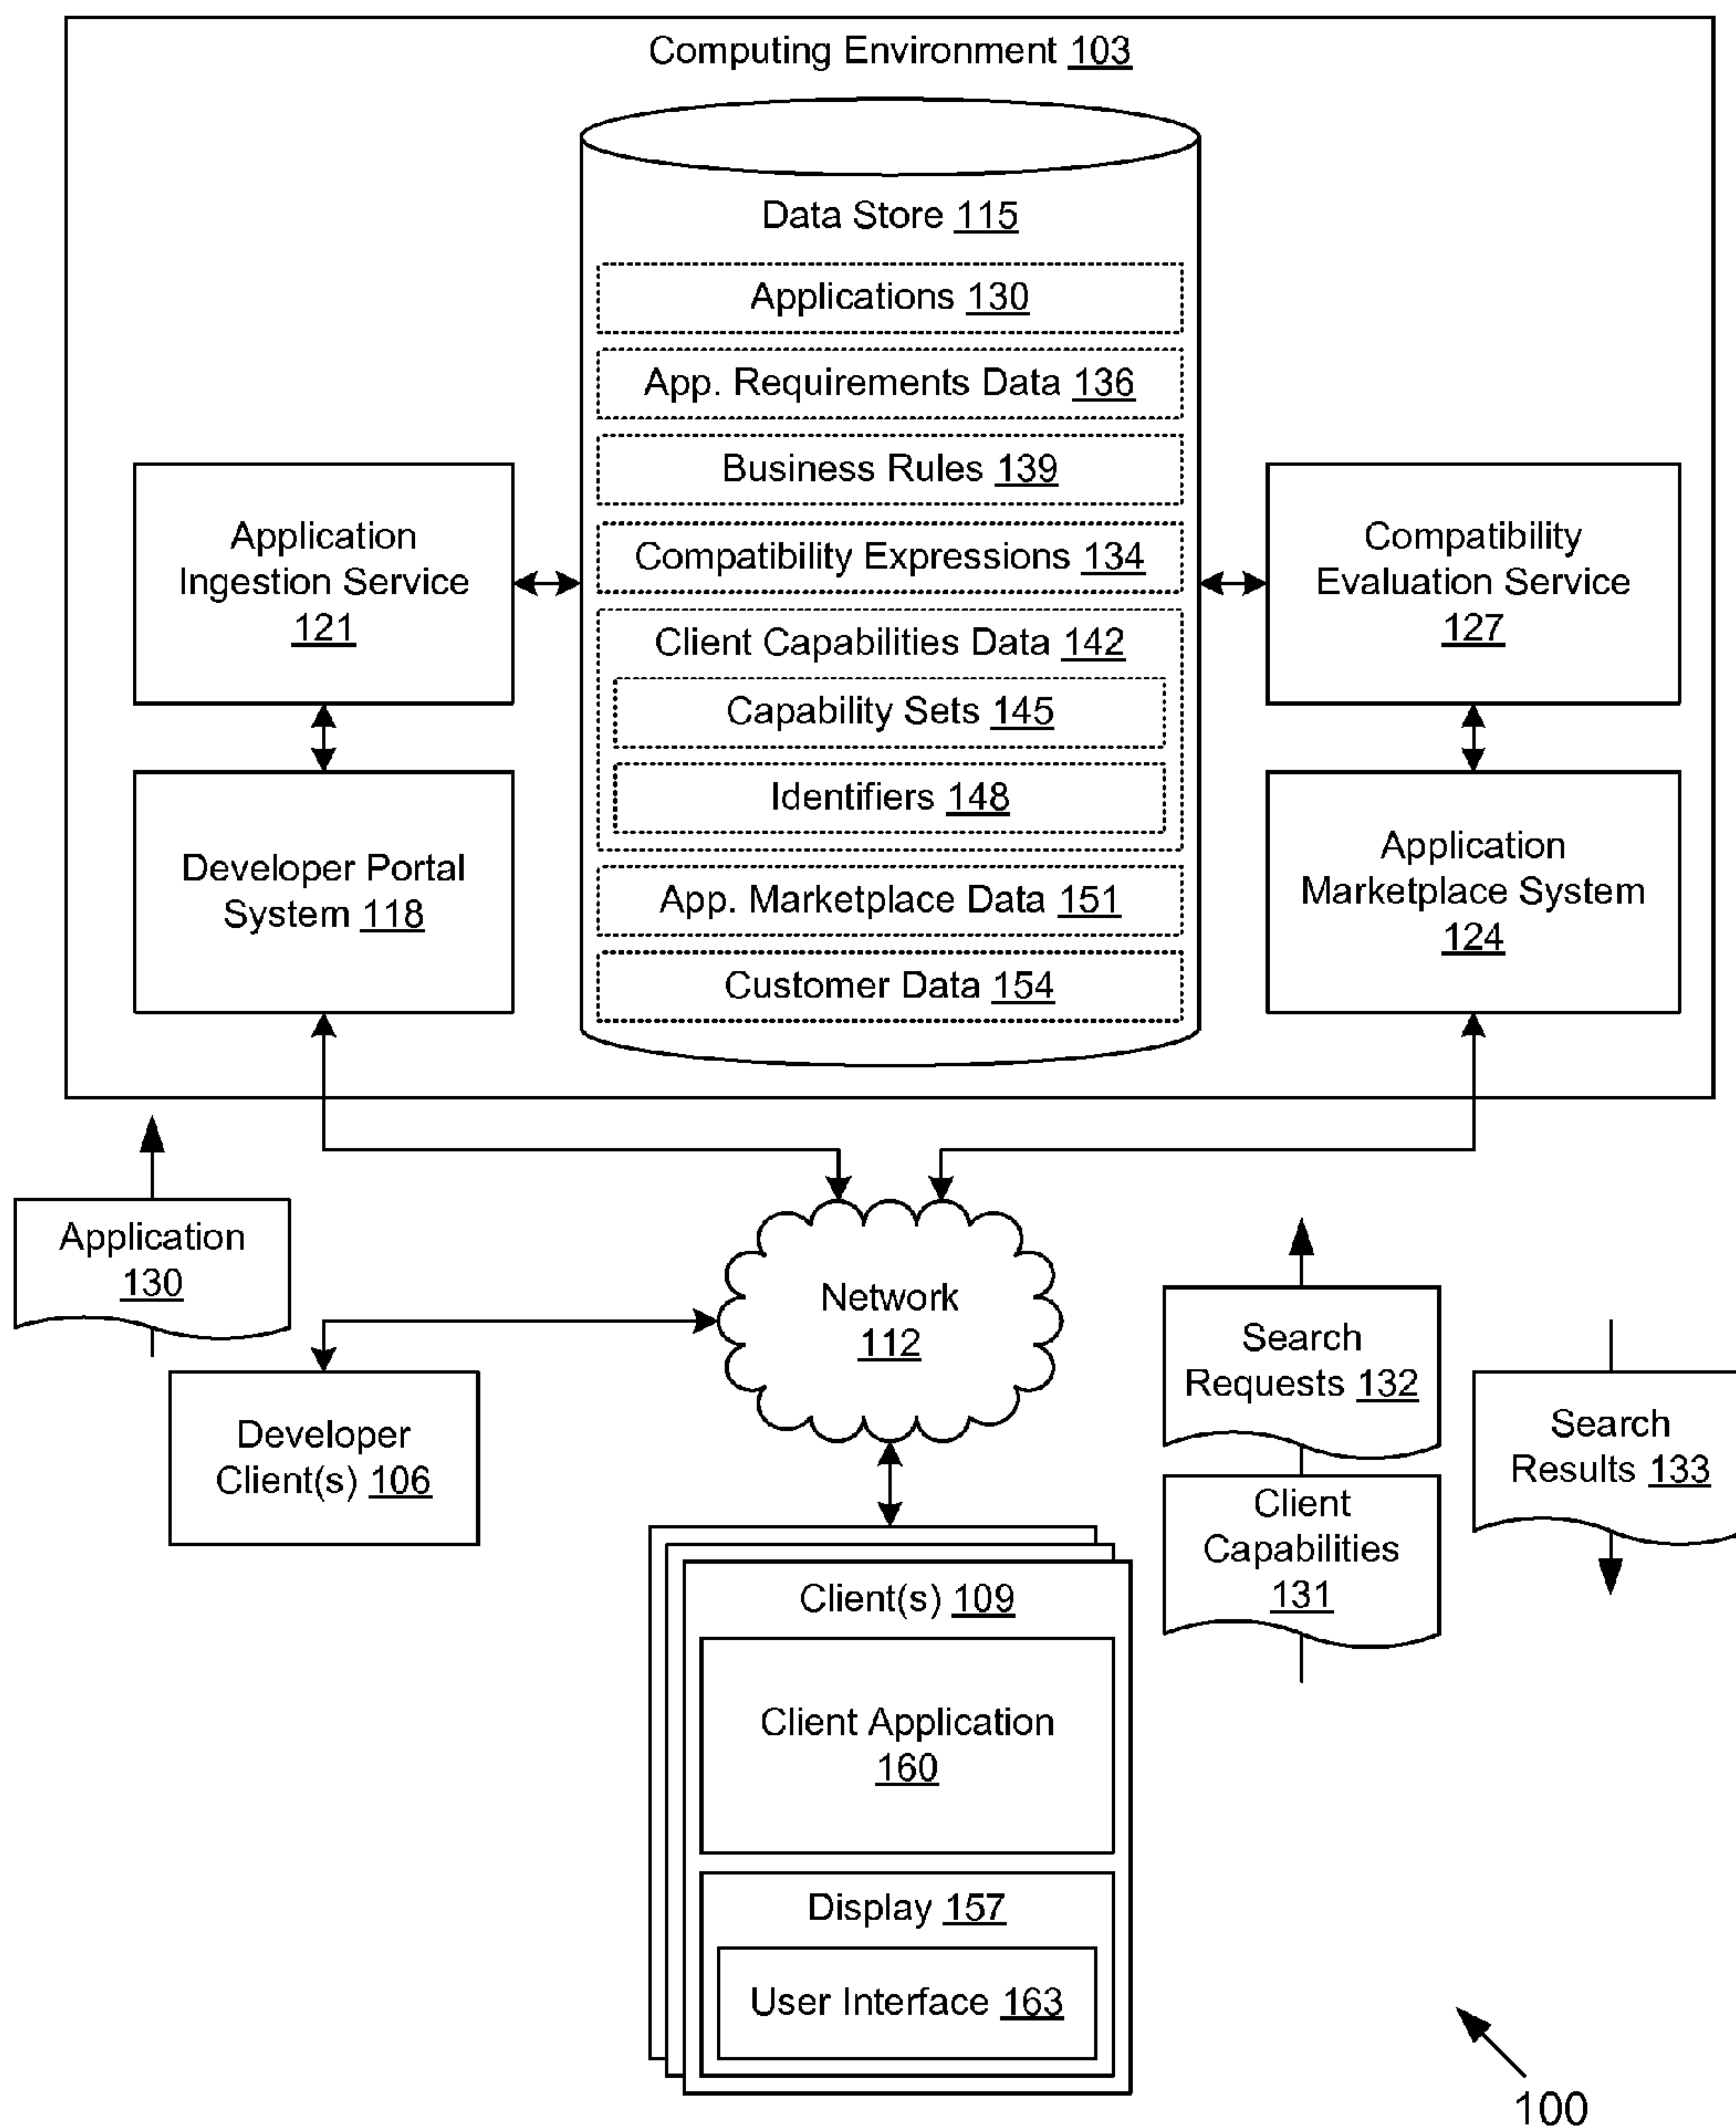 Computing Environment 103
Data Store 115
Applications 130
App. Requirements Data 136
Business Rules 139
Compatibility Expressions 134
Client Capabilities Data 142
Capability Sets 145
Identifiers 148
App. Marketplace Data 151
Customer Data 154
Application
Ingestion Service
121
Developer Portal
System 118
Compatibility
Evaluation Service
127
Application
Marketplace System
124
Application
130
Network
112
Developer
Client(s) 106
Search
Requests 132
Client
Capabilities
131
Search
Results 133
Client(s) 109
Client Application
160
Display 157
User Interface 163
100